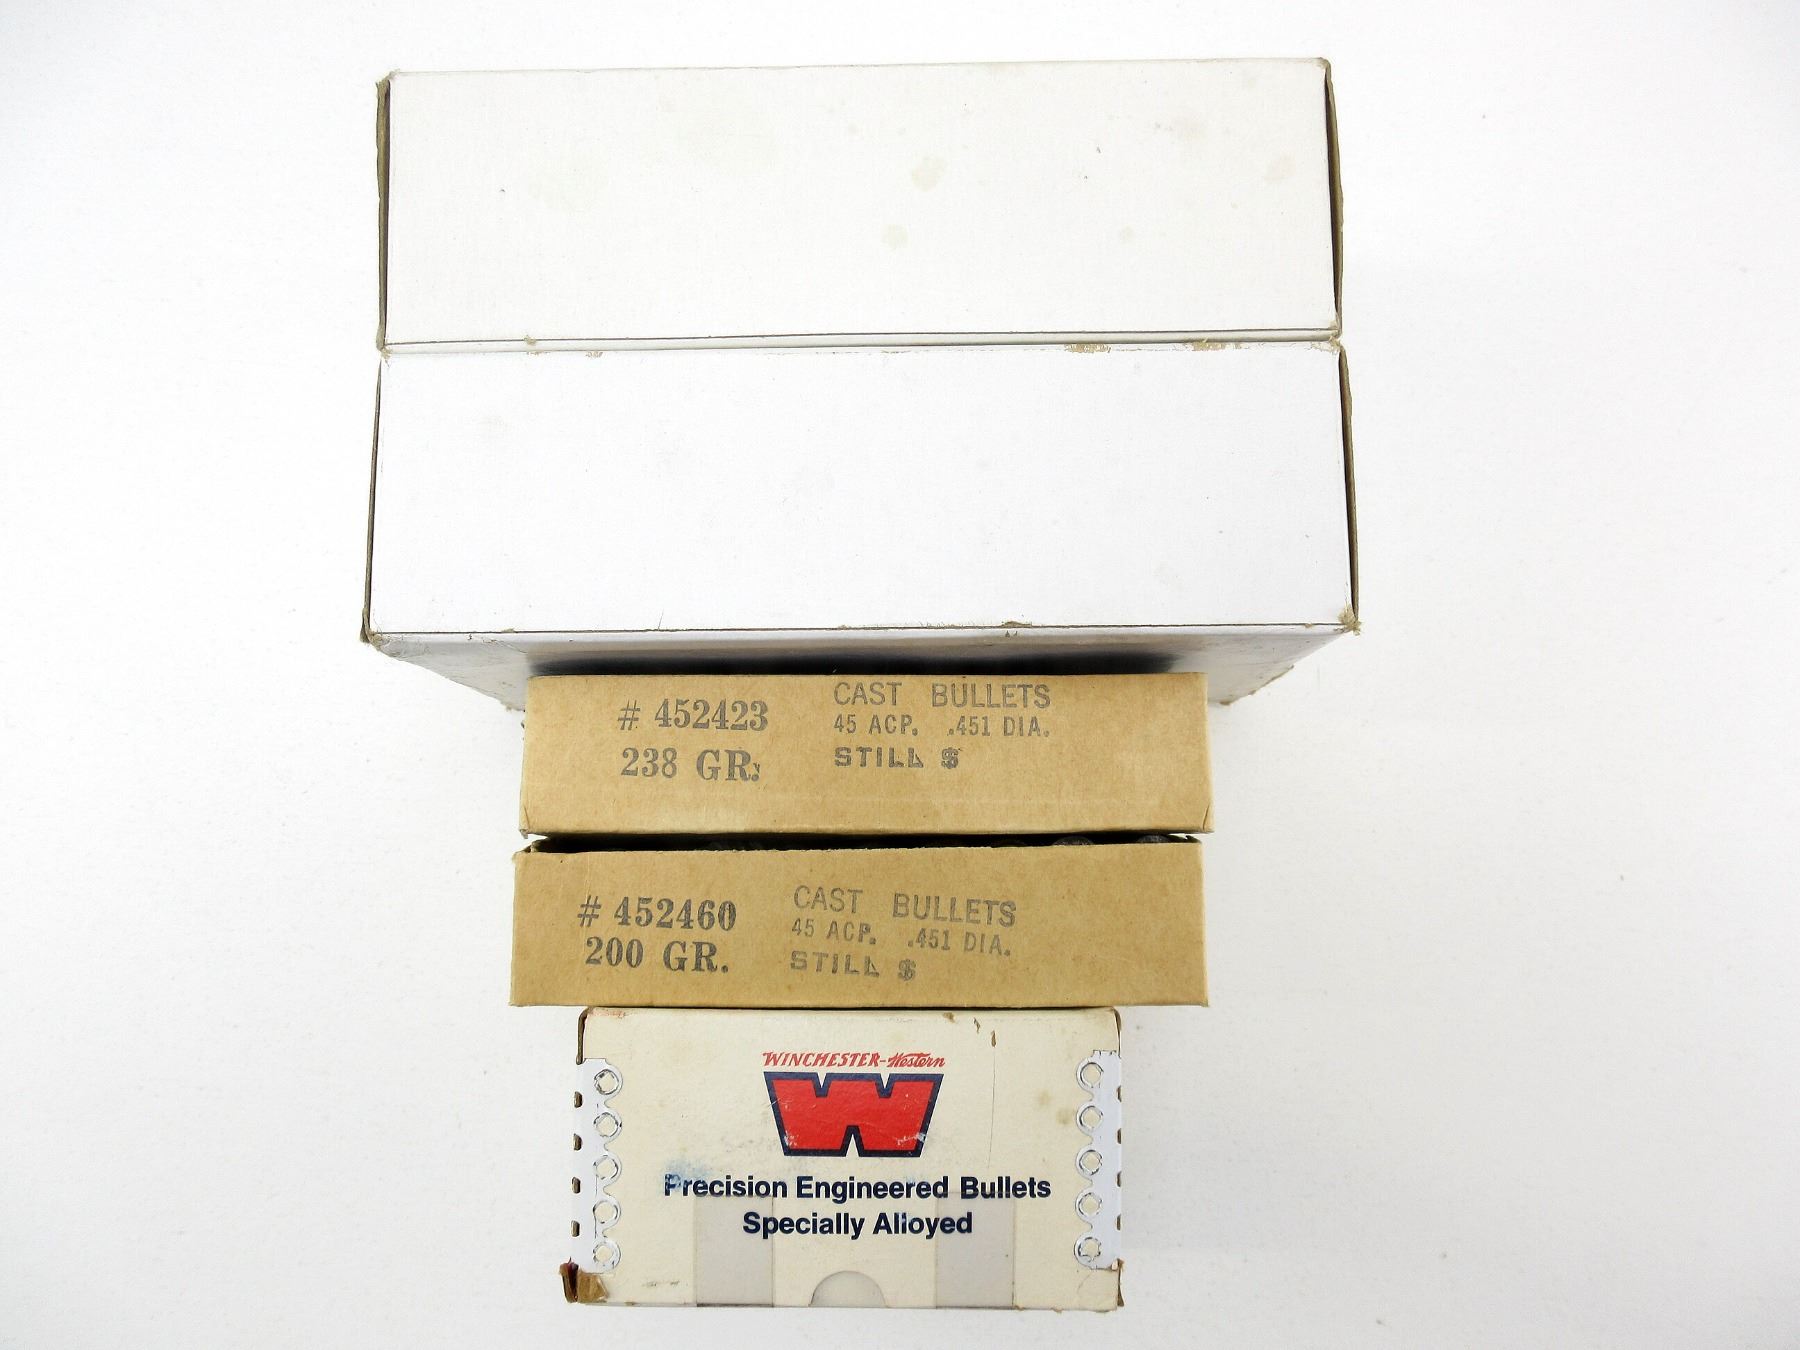 # 452423 CAST BULLETS
45 ACP. .451 DIA.
238 GR. STILL $
# 452460 CAST BULLETS
45 ACP. .451 DIA.
200 GR. STILL $
WINCHESTER-Western
W
Precision Engineered Bullets
Specially Alloyed